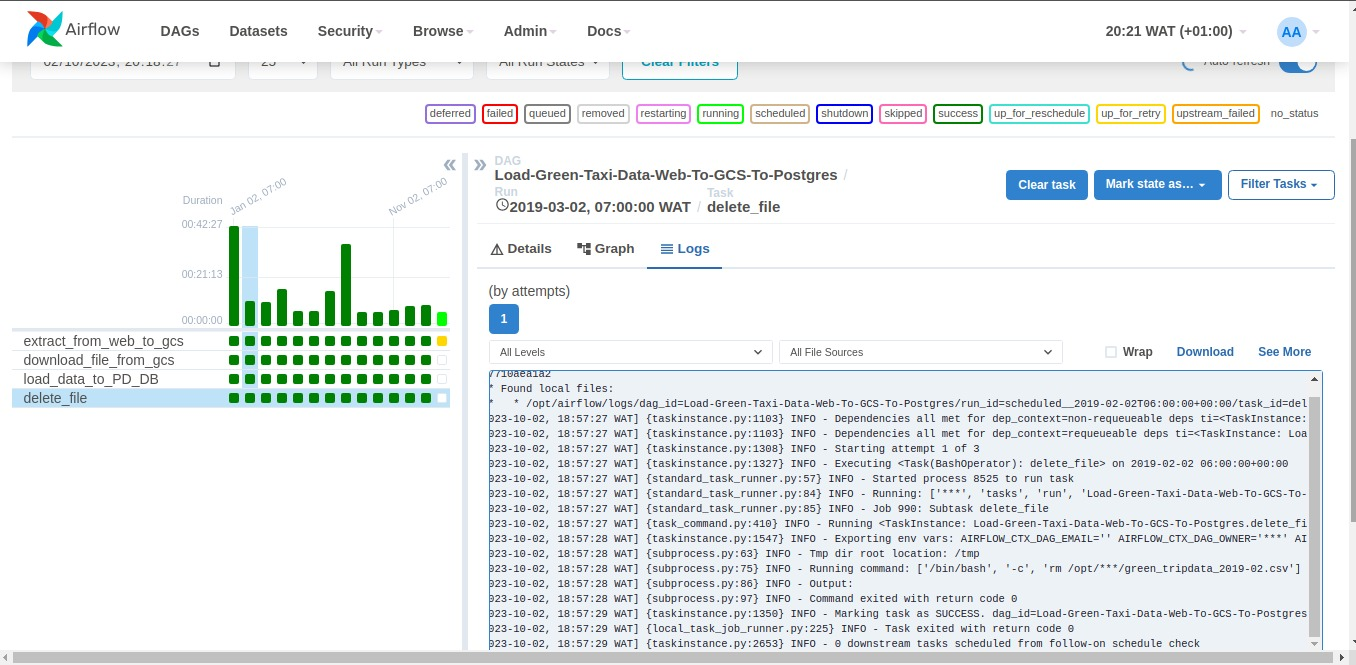 Airflow
DAGs Datasets Security Browse Admin Docs 20:21 WAT (+01:00) AA
02/10/2023, 20:18:27 25 All Run Types All Run States Clear Filters Auto refresh
deferred failed queued removed restarting running scheduled shutdown skipped success up_for_reschedule up_for_retry upstream_failed no_status
Duration
Jan 02, 07:00
Nov 02, 07:00
00:42:27
00:21:13
00:00:00
extract_from_web_to_gcs
download_file_from_gcs
load_data_to_PD_DB
delete_file
DAG
Load-Green-Taxi-Data-Web-To-GCS-To-Postgres /
Run Task
2019-03-02, 07:00:00 WAT / delete_file
Clear task Mark state as... Filter Tasks
Details Graph Logs
(by attempts)
1
All Levels All File Sources Wrap Download See More
7710aea1a2
* Found local files:
*   * /opt/airflow/logs/dag_id=Load-Green-Taxi-Data-Web-To-GCS-To-Postgres/run_id=scheduled__2019-02-02T06:00:00+00:00/task_id=del
023-10-02, 18:57:27 WAT] {taskinstance.py:1103} INFO - Dependencies all met for dep_context=non-requeueable deps ti=<TaskInstance:
023-10-02, 18:57:27 WAT] {taskinstance.py:1103} INFO - Dependencies all met for dep_context=requeueable deps ti=<TaskInstance: Loa
023-10-02, 18:57:27 WAT] {taskinstance.py:1308} INFO - Starting attempt 1 of 3
023-10-02, 18:57:27 WAT] {taskinstance.py:1327} INFO - Executing <Task(BashOperator): delete_file> on 2019-02-02 06:00:00+00:00
023-10-02, 18:57:27 WAT] {standard_task_runner.py:57} INFO - Started process 8525 to run task
023-10-02, 18:57:27 WAT] {standard_task_runner.py:84} INFO - Running: ['***', 'tasks', 'run', 'Load-Green-Taxi-Data-Web-To-GCS-To-
023-10-02, 18:57:27 WAT] {standard_task_runner.py:85} INFO - Job 990: Subtask delete_file
023-10-02, 18:57:27 WAT] {task_command.py:410} INFO - Running <TaskInstance: Load-Green-Taxi-Data-Web-To-GCS-To-Postgres.delete_fi
023-10-02, 18:57:28 WAT] {taskinstance.py:1547} INFO - Exporting env vars: AIRFLOW_CTX_DAG_EMAIL='' AIRFLOW_CTX_DAG_OWNER='***' AI
023-10-02, 18:57:28 WAT] {subprocess.py:63} INFO - Tmp dir root location: /tmp
023-10-02, 18:57:28 WAT] {subprocess.py:75} INFO - Running command: ['/bin/bash', '-c', 'rm /opt/***/green_tripdata_2019-02.csv']
023-10-02, 18:57:28 WAT] {subprocess.py:86} INFO - Output:
023-10-02, 18:57:28 WAT] {subprocess.py:97} INFO - Command exited with return code 0
023-10-02, 18:57:29 WAT] {taskinstance.py:1350} INFO - Marking task as SUCCESS. dag_id=Load-Green-Taxi-Data-Web-To-GCS-To-Postgres
023-10-02, 18:57:29 WAT] {local_task_job_runner.py:225} INFO - Task exited with return code 0
023-10-02, 18:57:29 WAT] {taskinstance.py:2653} INFO - 0 downstream tasks scheduled from follow-on schedule check